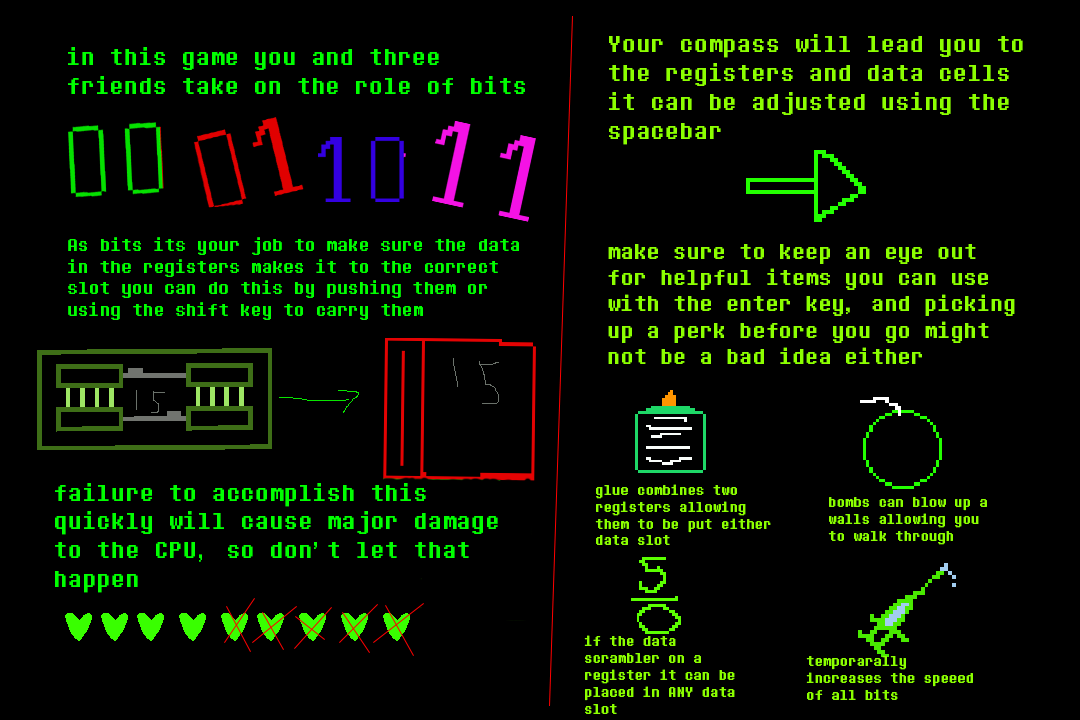 in this game you and three
friends take on the role of bits
00 01 10 11
As bits its your job to make sure the data
in the registers makes it to the correct
slot you can do this by pushing them or
using the shift key to carry them
15
15
failure to accomplish this
quickly will cause major damage
to the CPU, so don't let that
happen
Your compass will lead you to
the registers and data cells
it can be adjusted using the
spacebar
make sure to keep an eye out
for helpful items you can use
with the enter key, and picking
up a perk before you go might
not be a bad idea either
glue combines two
registers allowing
them to be put either
data slot
bombs can blow up a
walls allowing you
to walk through
5
0
if the data
scrambler on a
register it can be
placed in ANY data
slot
temporarally
increases the speeed
of all bits